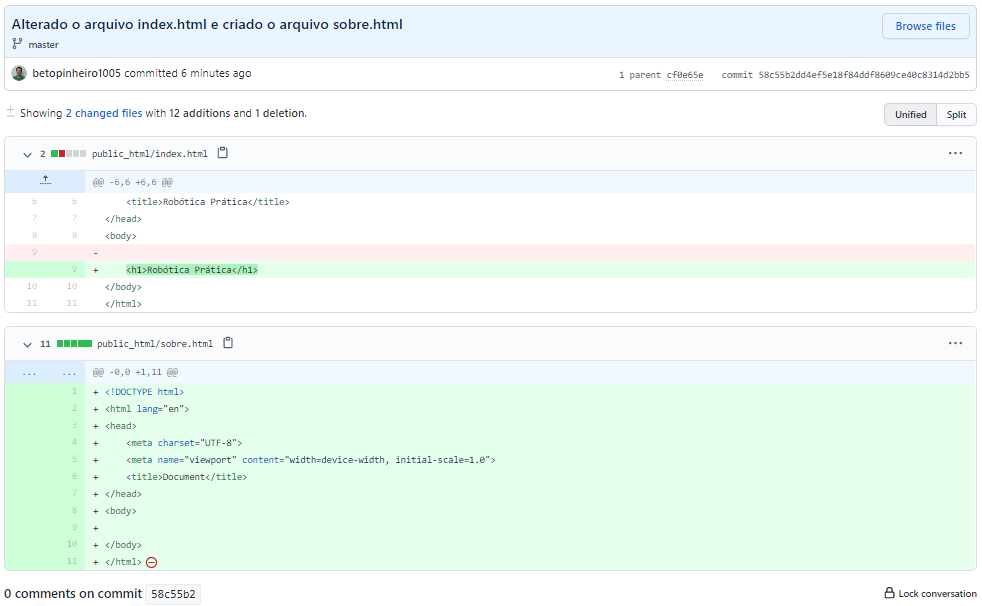 Alterado o arquivo index.html e criado o arquivo sobre.html
Browse files
master
betopinheiro1005 committed 6 minutes ago
1 parent cf0e65e commit 58c55b2dd4ef5e18f84ddf8609ce40c8314d2bb5
Showing 2 changed files with 12 additions and 1 deletion.
Unified Split
2 public_html/index.html
@@ -6,6 +6,6 @@
6 6 <title>Robótica Prática</title>
7 7 </head>
8 8 <body>
9 -
9 + <h1>Robótica Prática</h1>
10 10 </body>
11 11 </html>
11 public_html/sobre.html
... ... @@ -0,0 +1,11 @@
1 + <!DOCTYPE html>
2 + <html lang="en">
3 + <head>
4 + <meta charset="UTF-8">
5 + <meta name="viewport" content="width=device-width, initial-scale=1.0">
6 + <title>Document</title>
7 + </head>
8 + <body>
9 +
10 + </body>
11 + </html>
0 comments on commit 58c55b2
Lock conversation